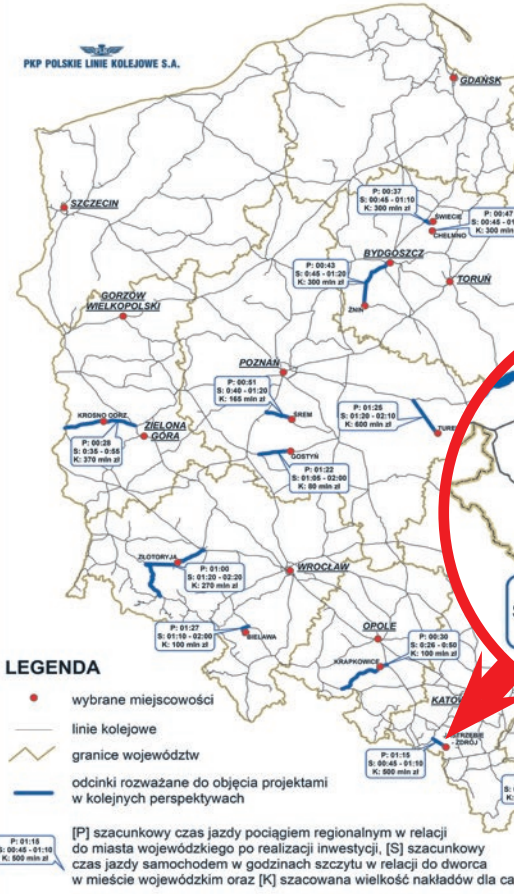 PKP POLSKIE LINIE KOLEJOWE S.A.
GDAŃSK
SZCZECIN
P: 00:37
S: 00:45 - 01:10
K: 300 mln zł
ŚWIECIE
CHEŁMNO
P: 00:47
S: 00:45 - 01
K: 300 mln
BYDGOSZCZ
P: 00:43
S: 0:45 - 01:20
K: 300 mln zł
ŻNIN
TORUŃ
GORZÓW
WIELKOPOLSKI
POZNAŃ
P: 00:51
S: 0:40 - 01:20
K: 165 mln zł
ŚREM
P: 01:25
S: 01:20 - 02:10
K: 600 mln zł
TURE
KROSNO ODRZ.
ZIELONA
GÓRA
P: 00:28
S: 0:35 - 0:55
K: 370 mln zł
GOSTYŃ
P: 01:22
S: 01:05 - 02:00
K: 80 mln zł
ZŁOTORYJA
P: 01:00
S: 01:20 - 02:20
K: 270 mln zł
WROCŁAW
P: 01:27
S: 01:10 - 02:00
K: 100 mln zł
BIELAWA
OPOLE
P: 00:30
S: 0:26 - 0:50
K: 100 mln zł
KRAPKOWICE
KATOW
JASTRZĘBIE
- ZDRÓJ
P: 01:15
S: 00:45 - 01:10
K: 500 mln zł
S:
K:
LEGENDA
wybrane miejscowości
linie kolejowe
granice województw
odcinki rozważane do objęcia projektami
w kolejnych perspektywach
P: 01:15
S: 00:45 - 01:10
K: 500 mln zł
[P] szacunkowy czas jazdy pociągiem regionalnym w relacji
do miasta wojewódzkiego po realizacji inwestycji, [S] szacunkowy
czas jazdy samochodem w godzinach szczytu w relacji do dworca
w mieście wojewódzkim oraz [K] szacowana wielkość nakładów dla ca